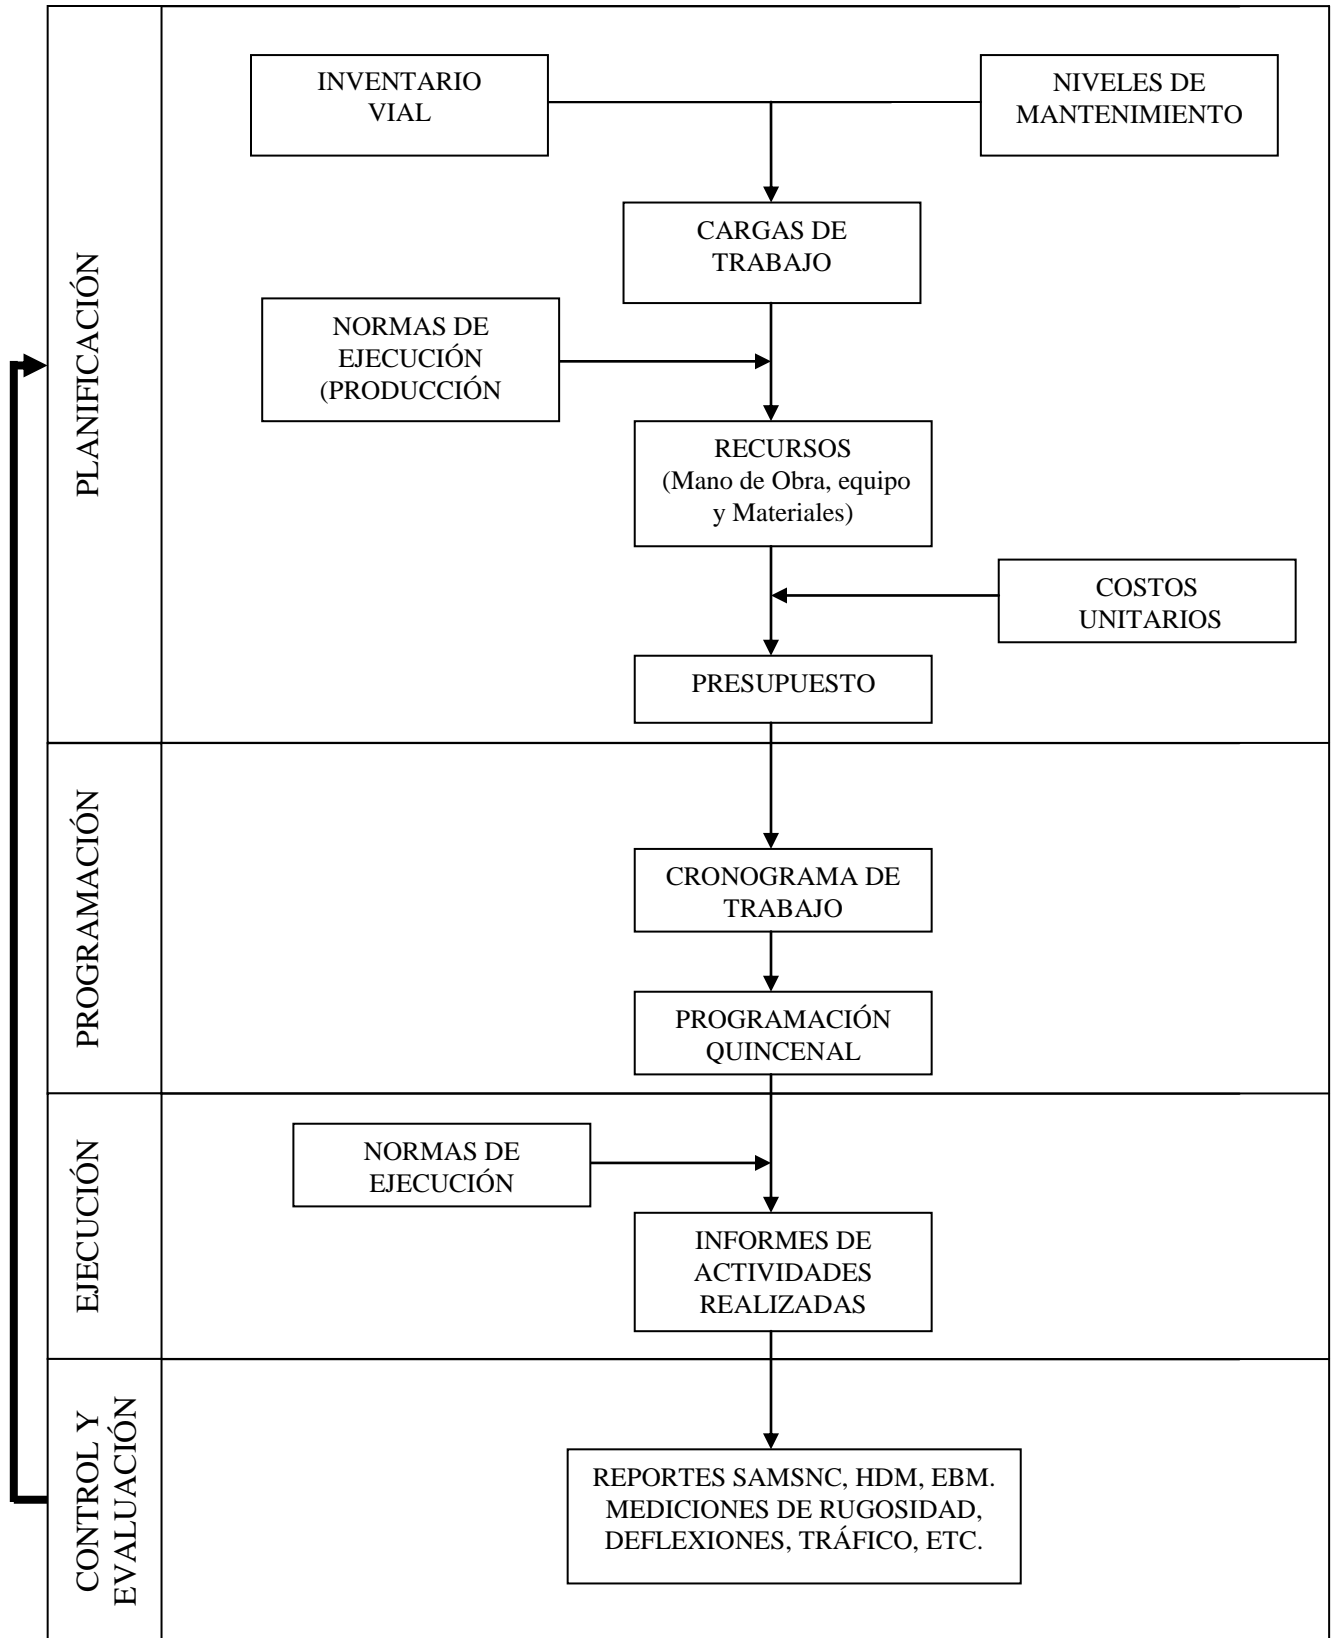 PLANIFICACIÓN
INVENTARIO
VIAL
NIVELES DE
MANTENIMIENTO
CARGAS DE
TRABAJO
NORMAS DE
EJECUCIÓN
(PRODUCCIÓN
RECURSOS
(Mano de Obra, equipo
y Materiales)
COSTOS
UNITARIOS
PRESUPUESTO
PROGRAMACIÓN
CRONOGRAMA DE
TRABAJO
PROGRAMACIÓN
QUINCENAL
EJECUCIÓN
NORMAS DE
EJECUCIÓN
INFORMES DE
ACTIVIDADES
REALIZADAS
CONTROL Y
EVALUACIÓN
REPORTES SAMSNC, HDM, EBM.
MEDICIONES DE RUGOSIDAD,
DEFLEXIONES, TRÁFICO, ETC.